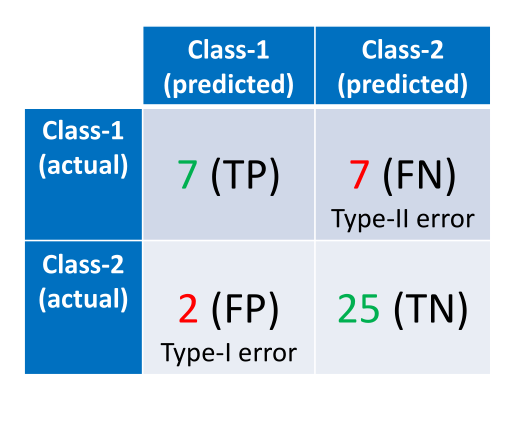 Class-1
(predicted)
Class-2
(predicted)
Class-1
(actual)
7 (TP)
7 (FN)
Type-II error
Class-2
(actual)
2 (FP)
Type-I error
25 (TN)